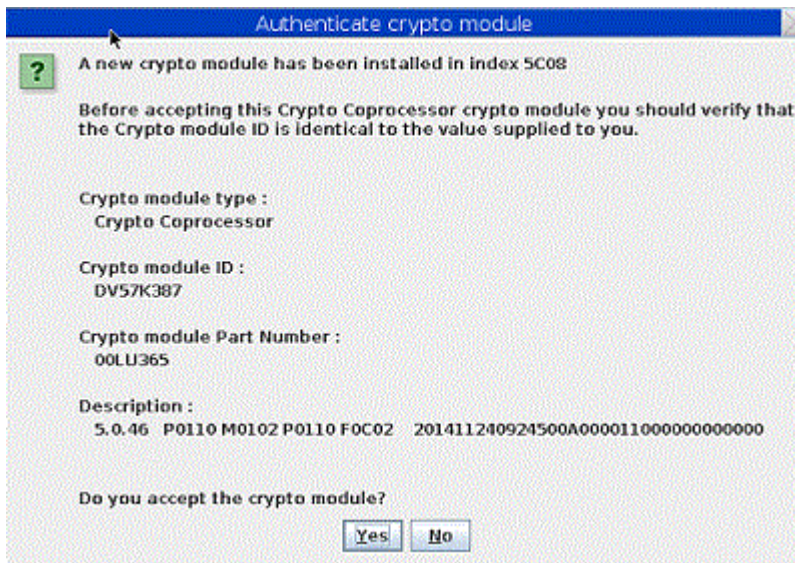 Authenticate crypto module
?
A new crypto module has been installed in index 5C08
Before accepting this Crypto Coprocessor crypto module you should verify that
the Crypto module ID is identical to the value supplied to you.
Crypto module type :
Crypto Coprocessor
Crypto module ID :
DV57K387
Crypto module Part Number :
00LU365
Description :
5.0.46 P0110 M0102 P0110 F0C02 201411240924500A000011000000000000
Do you accept the crypto module?
Yes No